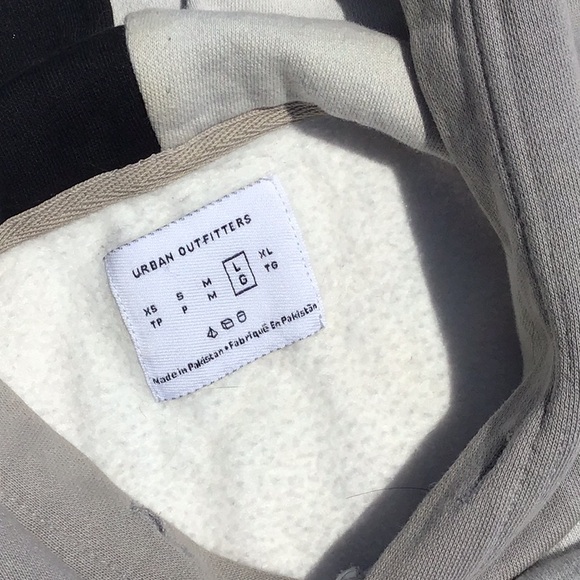 URBAN OUTFITTERS
XS S M L XL
TP P M G TG
Made in Pakistan • Fabriqué En Pakistan